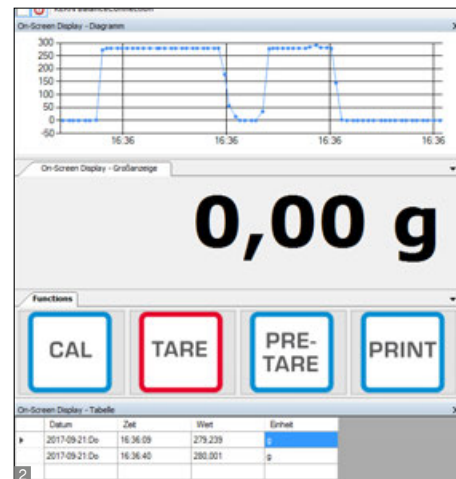 KERN BalanceConnection
On-Screen Display - Diagramm
300
250
200
150
100
50
0
-50
16:36 16:36 16:36 16:36
On-Screen Display - Großanzeige
0,00 g
Functions
CAL TARE PRE-TARE PRINT
On-Screen Display - Tabelle
Datum Zeit Wert Einheit
2017-09-21:Do 16:36:09 279,239 g
2017-09-21:Do 16:36:40 280,001 g
2